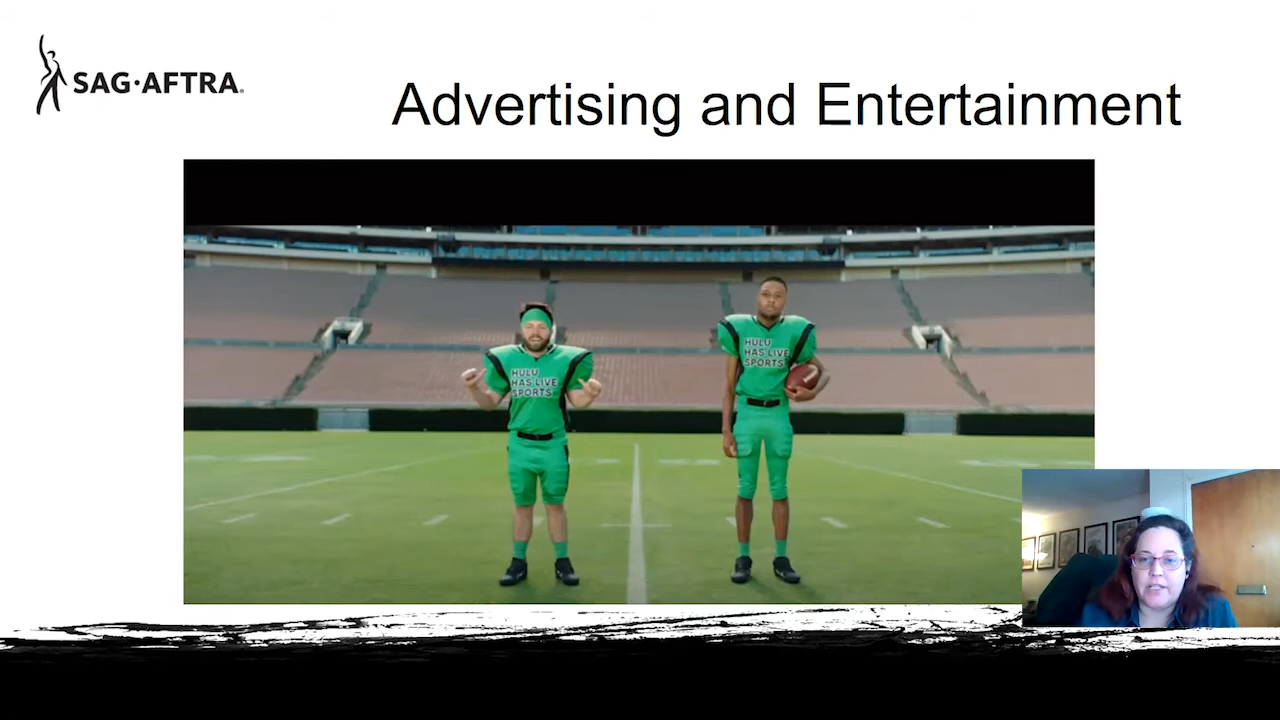 SAG·AFTRA®
Advertising and Entertainment
HULU
HAS LIVE
SPORTS
HULU
HAS LIVE
SPORTS